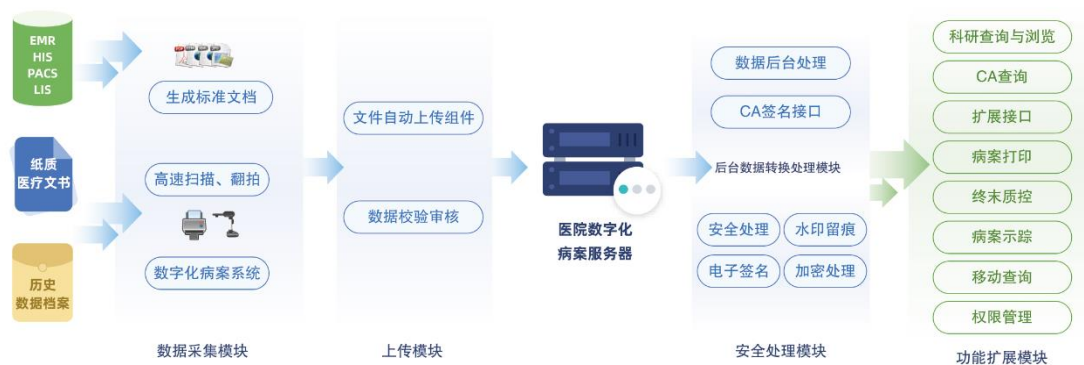 EMR
HIS
PACS
LIS
纸质
医疗文书
历史
数据档案
生成标准文档
高速扫描、翻拍
数字化病案系统
数据采集模块
文件自动上传组件
数据校验审核
上传模块
医院数字化
病案服务器
数据后台处理
CA签名接口
后台数据转换处理模块
安全处理
水印留痕
电子签名
加密处理
安全处理模块
科研查询与浏览
CA查询
扩展接口
病案打印
终末质控
病案示踪
移动查询
权限管理
功能扩展模块